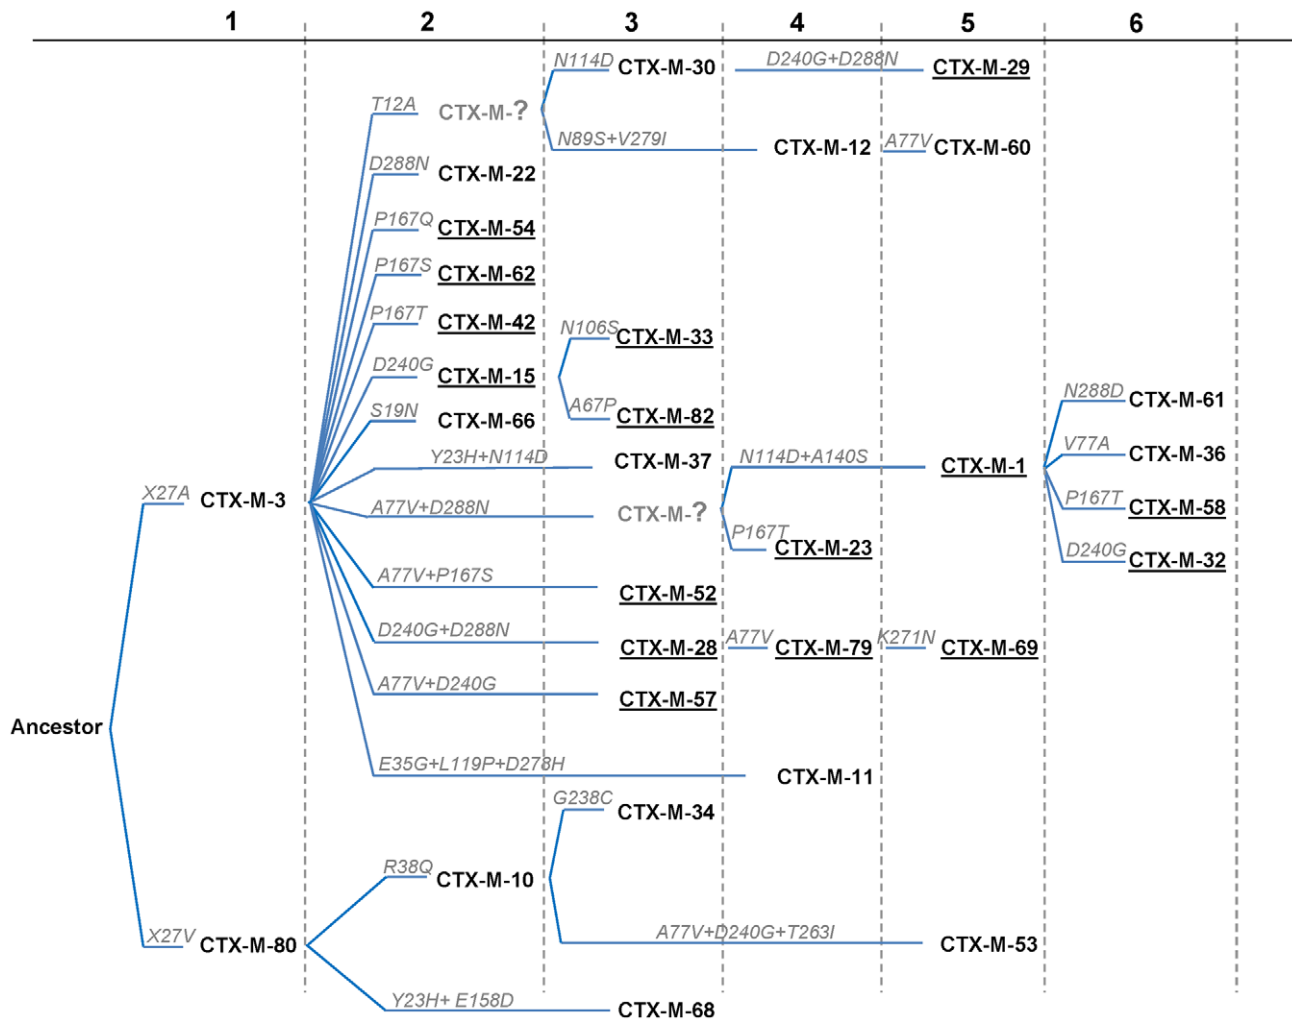 1 2 3 4 5 6
N114D CTX-M-30 D240G+D288N CTX-M-29
T12A CTX-M-?
N89S+V279I CTX-M-12 A77V CTX-M-60
D288N CTX-M-22
P167Q CTX-M-54
P167S CTX-M-62
P167T CTX-M-42 N106S CTX-M-33
D240G CTX-M-15
N288D CTX-M-61
S19N CTX-M-66 A67P CTX-M-82
Y23H+N114D CTX-M-37 N114D+A140S CTX-M-1 V77A CTX-M-36
X27A CTX-M-3 A77V+D288N CTX-M-? P167T CTX-M-58
P167T CTX-M-23 D240G CTX-M-32
A77V+P167S CTX-M-52
D240G+D288N CTX-M-28 A77V CTX-M-79 K271N CTX-M-69
A77V+D240G CTX-M-57
Ancestor
E35G+L119P+D278H CTX-M-11
G238C CTX-M-34
R38Q CTX-M-10
X27V CTX-M-80 A77V+D240G+T263I CTX-M-53
Y23H+ E158D CTX-M-68